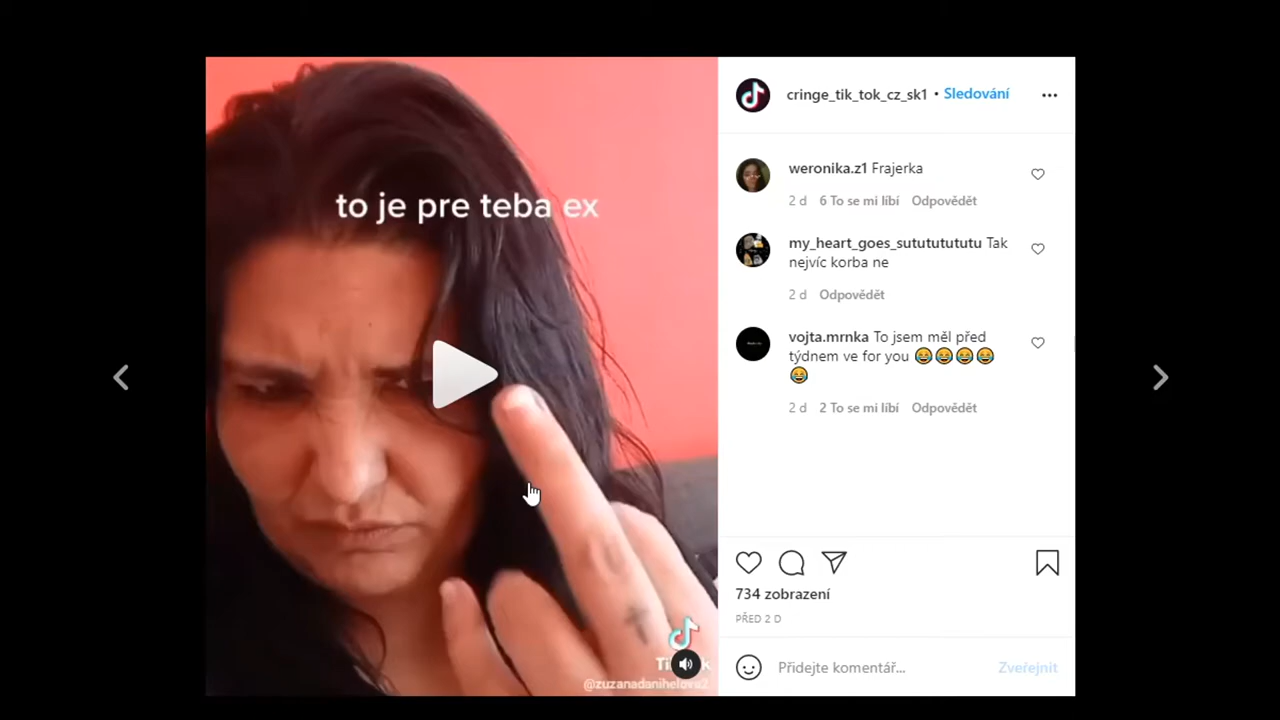 to je pre teba ex
@zuzanadanihelova2
cringe_tik_tok_cz_sk1 • Sledování
weronika.z1 Frajerka
2 d 6 To se mi líbí Odpovědět
my_heart_goes_sutututututu Tak
nejvíc korba ne
2 d Odpovědět
vojta.mrnka To jsem měl před
týdnem ve for you 😂😂😂😂
😂
2 d 2 To se mi líbí Odpovědět
734 zobrazení
PŘED 2 D
Přidejte komentář... Zveřejnit